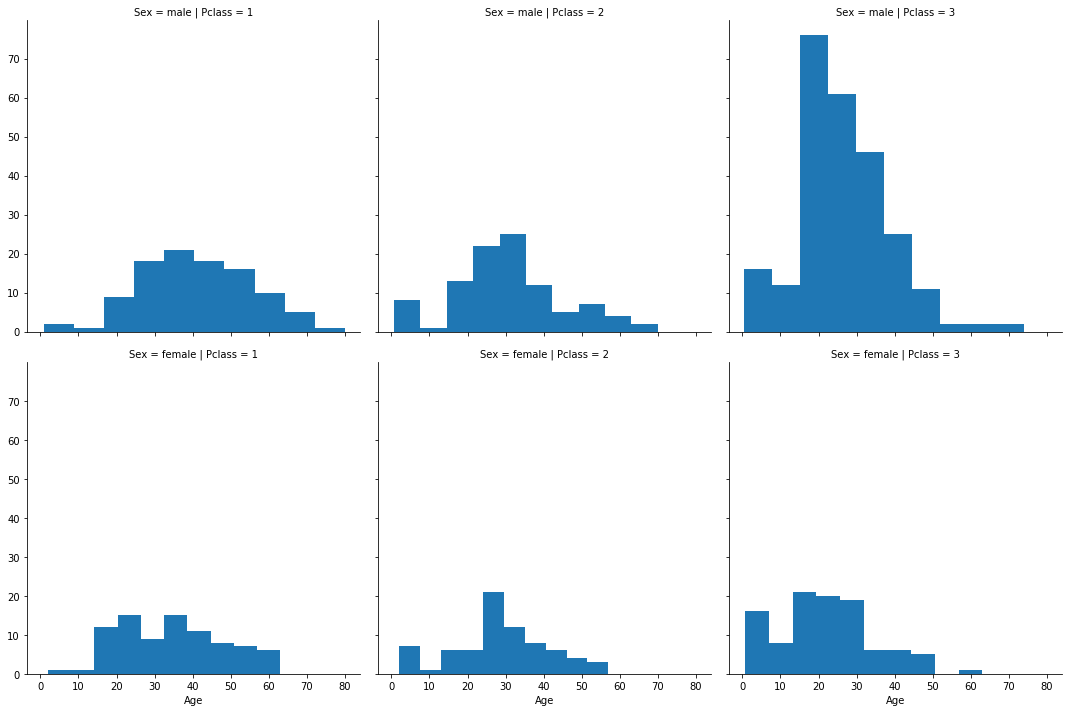 Sex = male | Pclass = 1
Sex = male | Pclass = 2
Sex = male | Pclass = 3
70
60
50
40
30
20
10
0
Sex = female | Pclass = 1
Sex = female | Pclass = 2
Sex = female | Pclass = 3
70
60
50
40
30
20
10
0
0 10 20 30 40 50 60 70 80
0 10 20 30 40 50 60 70 80
0 10 20 30 40 50 60 70 80
Age
Age
Age